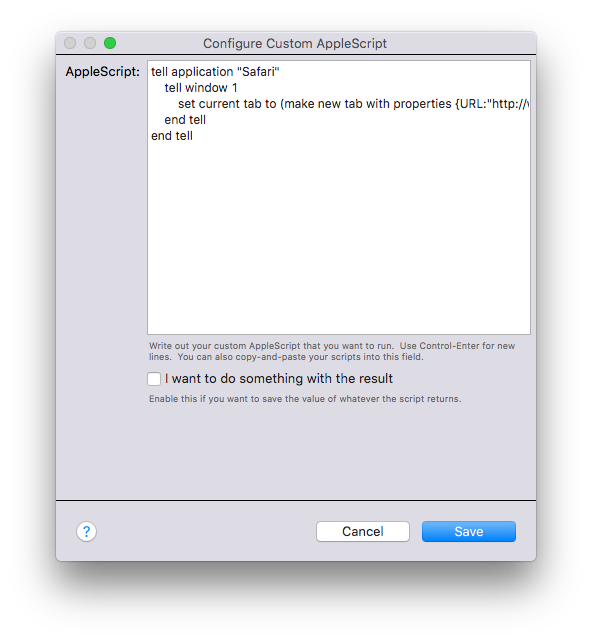 Configure Custom AppleScript
AppleScript:
tell application "Safari"
tell window 1
set current tab to (make new tab with properties {URL:"http://
end tell
end tell
Write out your custom AppleScript that you want to run. Use Control-Enter for new
lines. You can also copy-and-paste your scripts into this field.
I want to do something with the result
Enable this if you want to save the value of whatever the script returns.
?
Cancel
Save